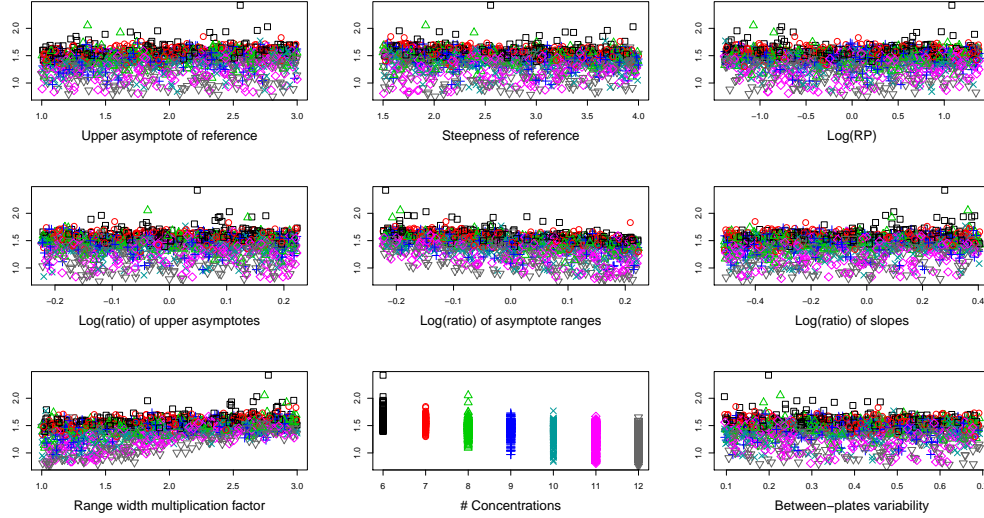 1.0 1.5 2.0
1.0 1.5 2.0 2.5 3.0
Upper asymptote of reference
1.0 1.5 2.0
1.5 2.0 2.5 3.0 3.5 4.0
Steepness of reference
1.0 1.5 2.0
−1.0 −0.5 0.0 0.5 1.0
Log(RP)
1.0 1.5 2.0
−0.2 −0.1 0.0 0.1 0.2
Log(ratio) of upper asymptotes
1.0 1.5 2.0
−0.2 −0.1 0.0 0.1 0.2
Log(ratio) of asymptote ranges
1.0 1.5 2.0
−0.4 −0.2 0.0 0.2 0.4
Log(ratio) of slopes
1.0 1.5 2.0
1.0 1.5 2.0 2.5 3.0
Range width multiplication factor
1.0 1.5 2.0
6 7 8 9 10 11 12
# Concentrations
1.0 1.5 2.0
0.1 0.2 0.3 0.4 0.5 0.6 0.7
Between−plates variability